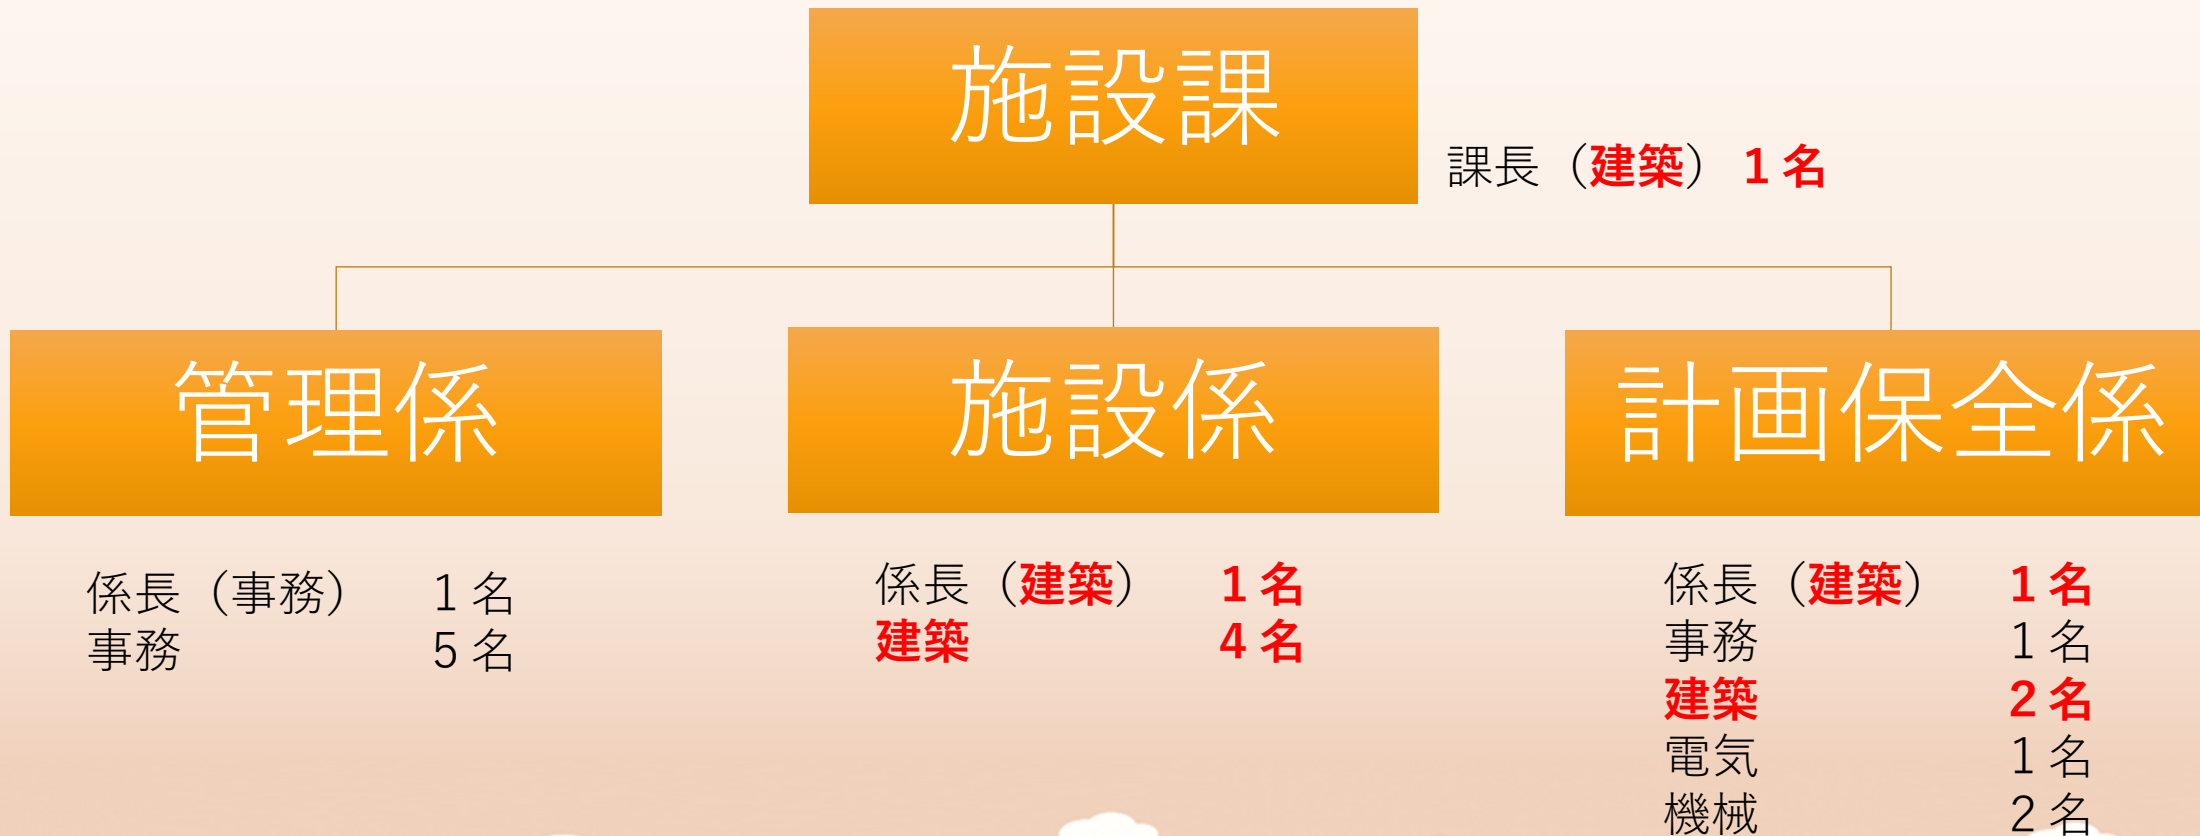 施設課
課長（建築） 1名
管理係
係長（事務） 1名
事務 5名
施設係
係長（建築） 1名
建築 4名
計画保全係
係長（建築） 1名
事務 1名
建築 2名
電気 1名
機械 2名